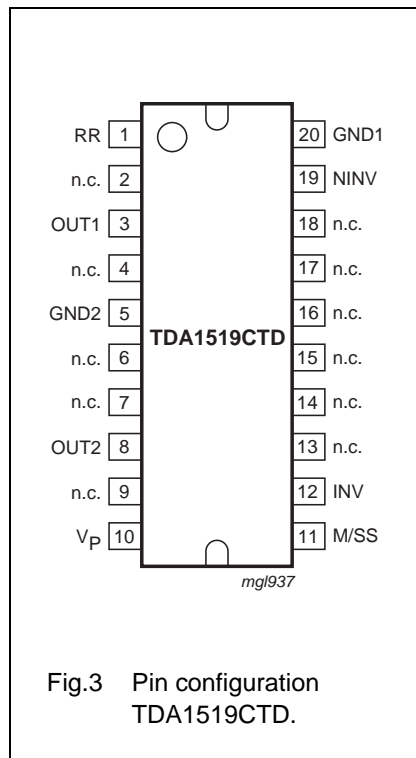 RR 1 20 GND1
n.c. 2 19 NINV
OUT1 3 18 n.c.
n.c. 4 17 n.c.
GND2 5 16 n.c.
TDA1519CTD
n.c. 6 15 n.c.
n.c. 7 14 n.c.
OUT2 8 13 n.c.
n.c. 9 12 INV
VP 10 11 M/SS
mgl937
Fig.3 Pin configuration
TDA1519CTD.